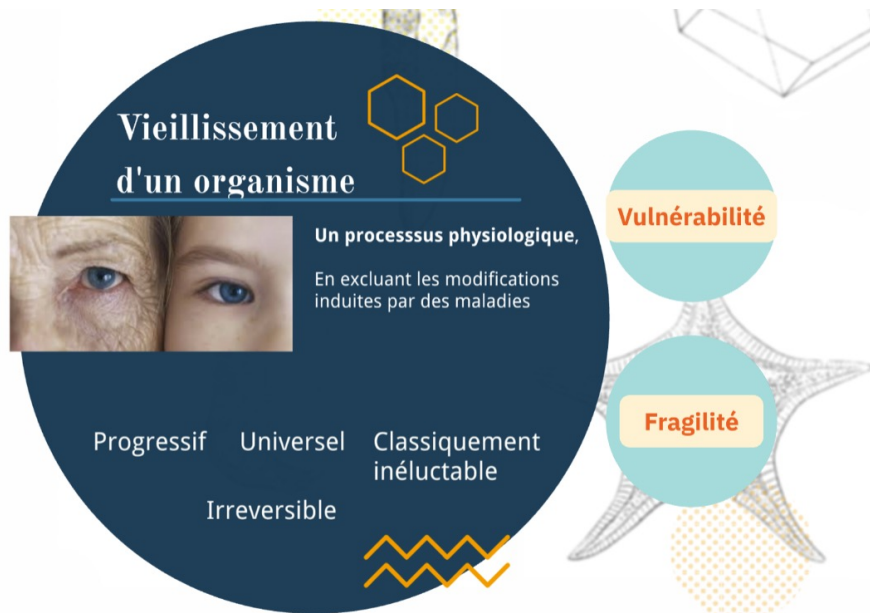 Vieillissement
d'un organisme
Un processsus physiologique,
En excluant les modifications
induites par des maladies
Progressif Universel Classiquement
inéluctable
Irreversible
Vulnérabilité
Fragilité